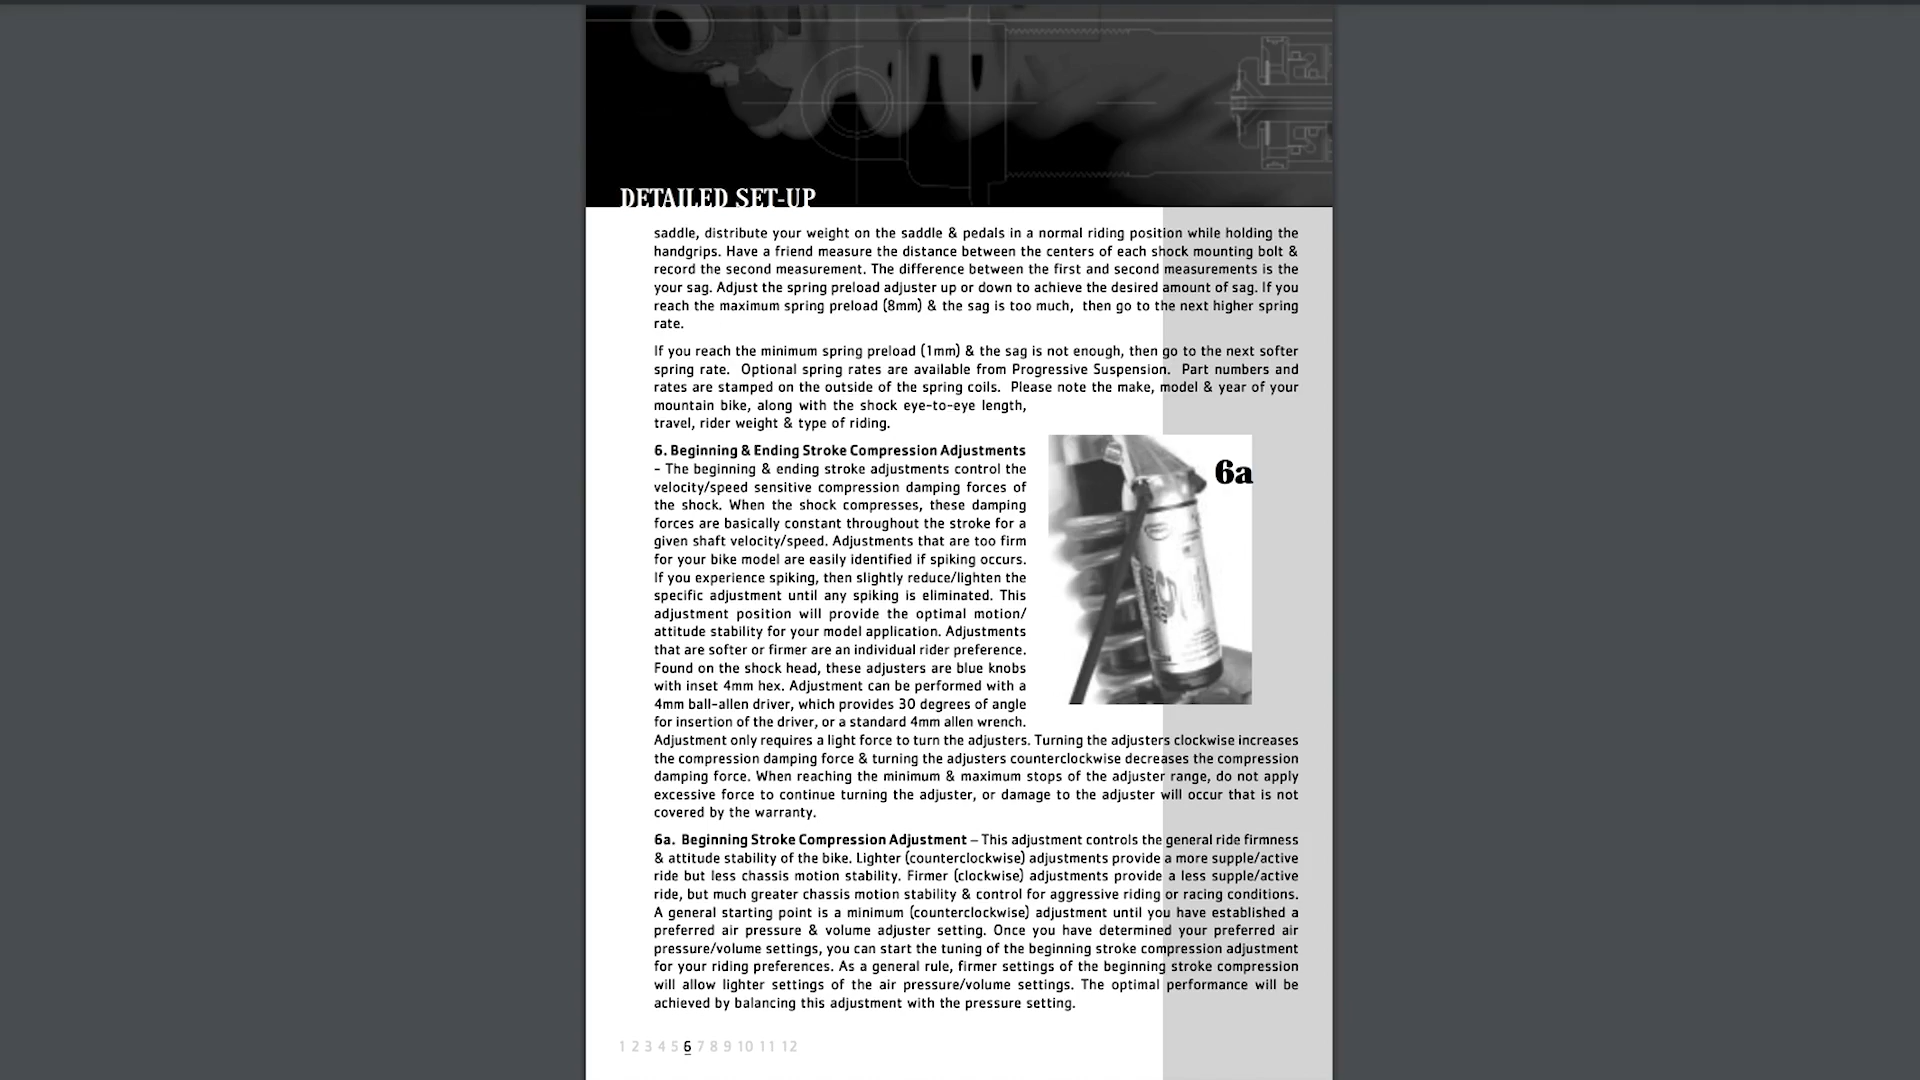 DETAILED SET-UP
saddle, distribute your weight on the saddle & pedals in a normal riding position while holding the
handgrips. Have a friend measure the distance between the centers of each shock mounting bolt &
record the second measurement. The difference between the first and second measurements is the
your sag. Adjust the spring preload adjuster up or down to achieve the desired amount of sag. If you
reach the maximum spring preload (8mm) & the sag is too much, then go to the next higher spring
rate.
If you reach the minimum spring preload (1mm) & the sag is not enough, then go to the next softer
spring rate. Optional spring rates are available from Progressive Suspension. Part numbers and
rates are stamped on the outside of the spring coils. Please note the make, model & year of your
mountain bike, along with the shock eye-to-eye length,
travel, rider weight & type of riding.
6. Beginning & Ending Stroke Compression Adjustments
– The beginning & ending stroke adjustments control the
velocity/speed sensitive compression damping forces of
the shock. When the shock compresses, these damping
forces are basically constant throughout the stroke for a
given shaft velocity/speed. Adjustments that are too firm
for your bike model are easily identified if spiking occurs.
If you experience spiking, then slightly reduce/lighten the
specific adjustment until any spiking is eliminated. This
adjustment position will provide the optimal motion/
attitude stability for your model application. Adjustments
that are softer or firmer are an individual rider preference.
Found on the shock head, these adjusters are blue knobs
with inset 4mm hex. Adjustment can be performed with a
4mm ball-allen driver, which provides 30 degrees of angle
for insertion of the driver, or a standard 4mm allen wrench.
Adjustment only requires a light force to turn the adjusters. Turning the adjusters clockwise increases
the compression damping force & turning the adjusters counterclockwise decreases the compression
damping force. When reaching the minimum & maximum stops of the adjuster range, do not apply
excessive force to continue turning the adjuster, or damage to the adjuster will occur that is not
covered by the warranty.
6a
6a. Beginning Stroke Compression Adjustment – This adjustment controls the general ride firmness
& attitude stability of the bike. Lighter (counterclockwise) adjustments provide a more supple/active
ride but less chassis motion stability. Firmer (clockwise) adjustments provide a less supple/active
ride, but much greater chassis motion stability & control for aggressive riding or racing conditions.
A general starting point is a minimum (counterclockwise) adjustment until you have established a
preferred air pressure & volume adjuster setting. Once you have determined your preferred air
pressure/volume settings, you can start the tuning of the beginning stroke compression adjustment
for your riding preferences. As a general rule, firmer settings of the beginning stroke compression
will allow lighter settings of the air pressure/volume settings. The optimal performance will be
achieved by balancing this adjustment with the pressure setting.
1 2 3 4 5 6 7 8 9 10 11 12